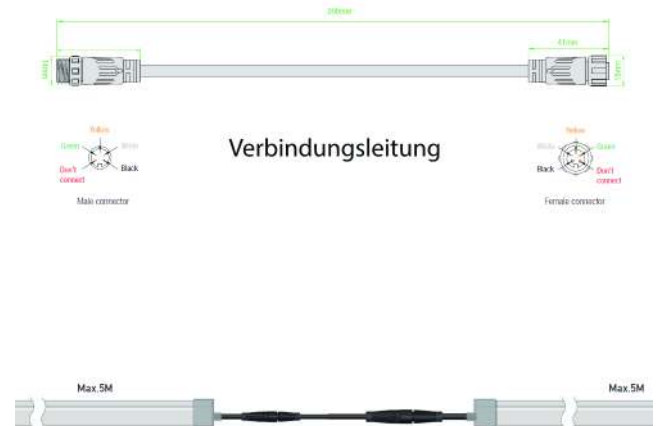 43mm
Yellow
Yellow
Green
White
White
Green
Verbindungsleitung
Don't
connect
Black
Black
Don't
connect
Male connector
Female connector
Max.5M
Max.5M